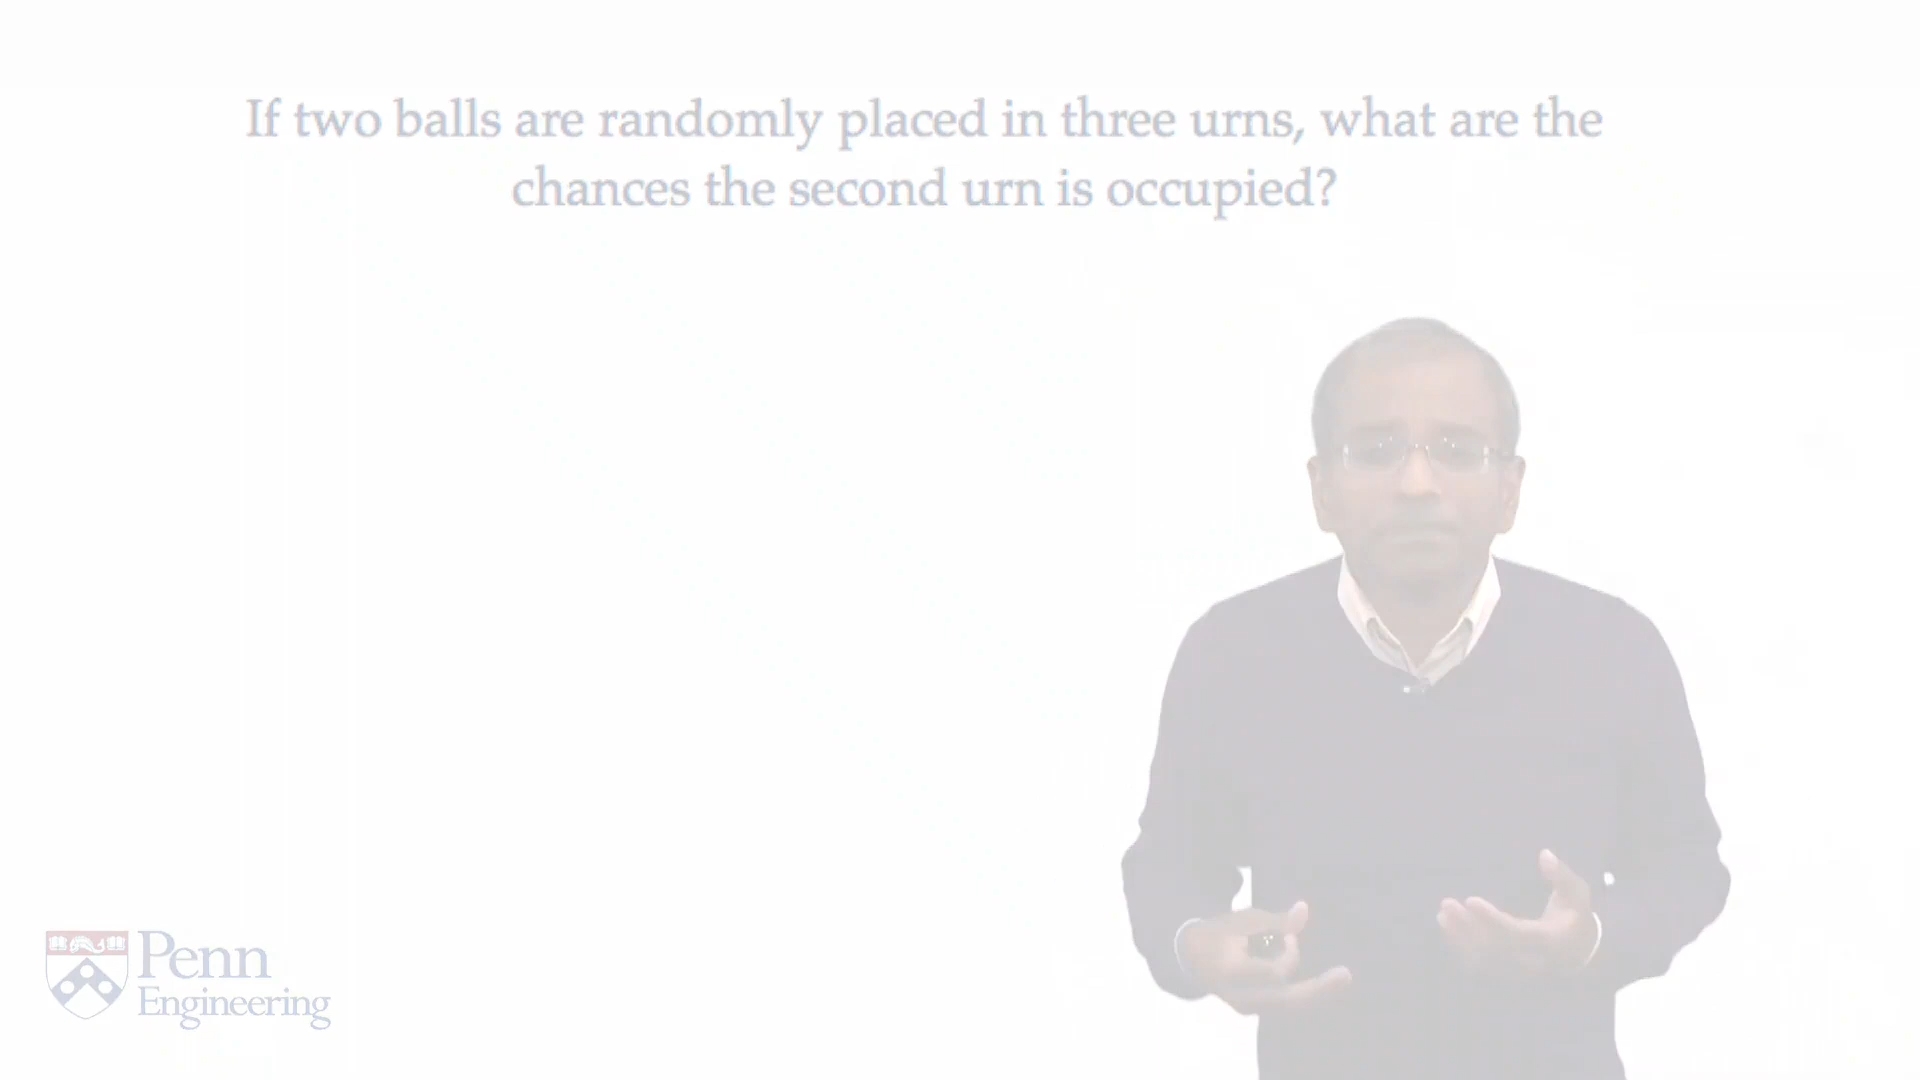 If two balls are randomly placed in three urns, what are the
chances the second urn is occupied?
Penn
Engineering